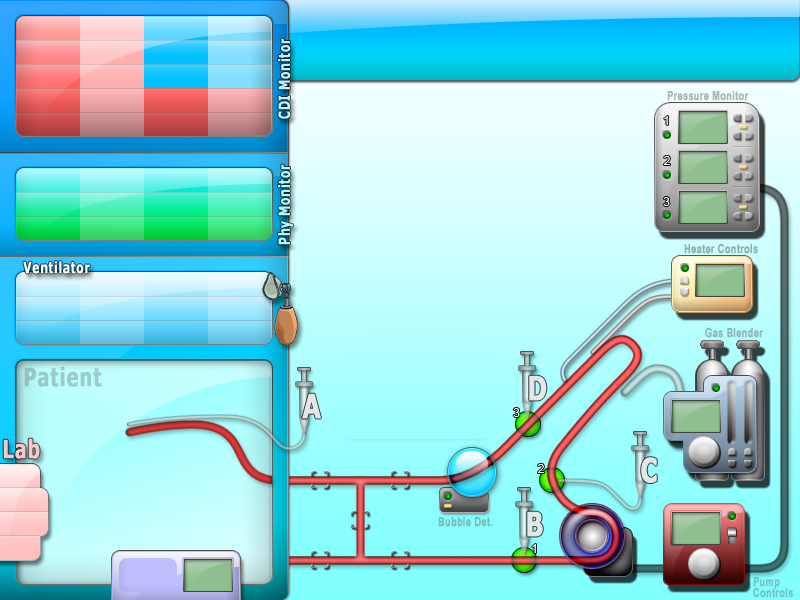 CDI Monitor
Phy Monitor
Ventilator
Patient
Lab
A
B
C
D
1
2
3
Bubble Det.
Pressure Monitor
1
2
3
Heater Controls
Gas Blender
Pump
Controls